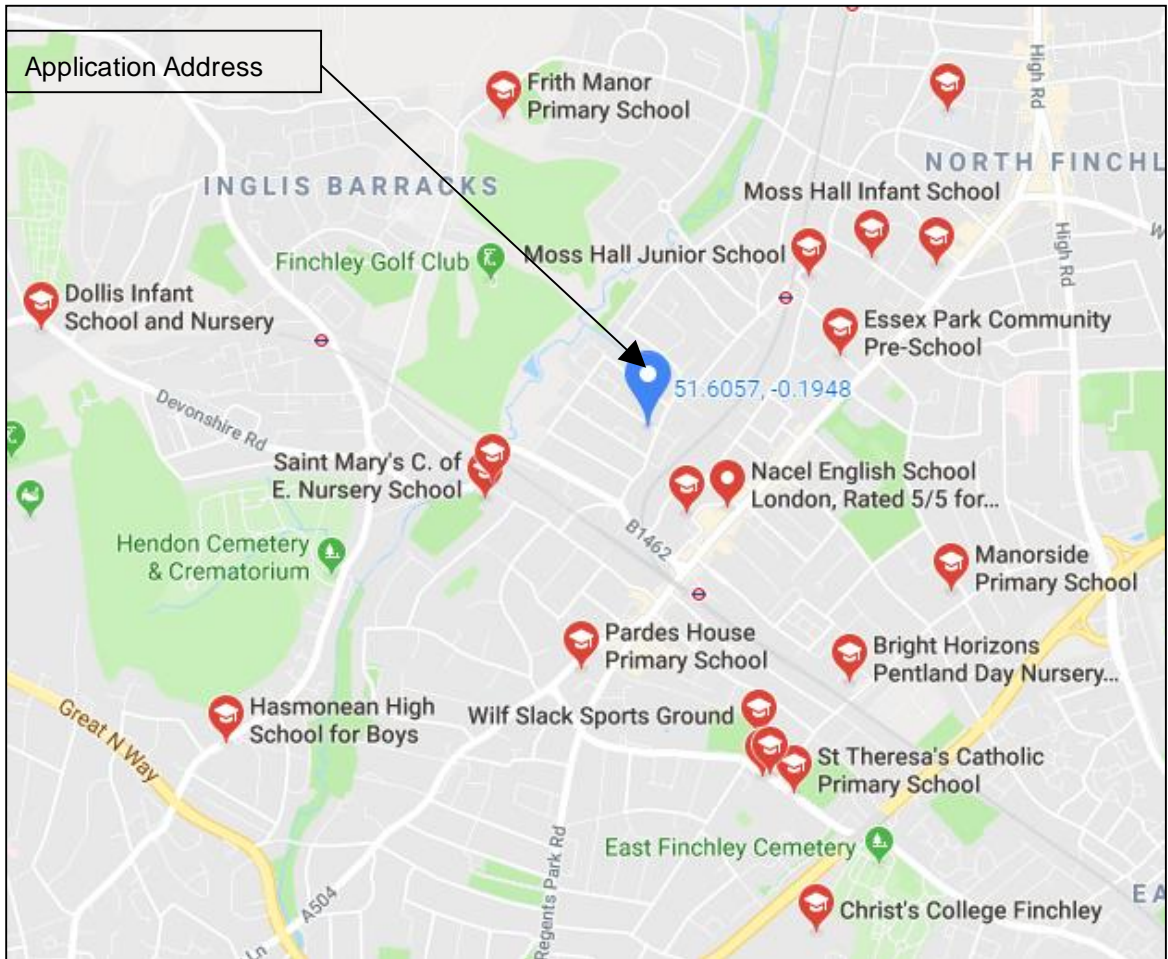 Application Address
Frith Manor
Primary School
High Rd
NORTH FINCHL
INGLIS BARRACKS
Moss Hall Infant School
Finchley Golf Club
Moss Hall Junior School
High Rd
W
Dollis Infant
School and Nursery
Essex Park Community
Pre-School
51.6057, -0.1948
Devonshire Rd
Saint Mary's C. of
E. Nursery School
Nacel English School
London, Rated 5/5 for...
B1462
Hendon Cemetery
& Crematorium
Manorside
Primary School
Pardes House
Primary School
Bright Horizons
Pentland Day Nursery...
Great N Way
Hasmonean High
School for Boys
Wilf Slack Sports Ground
St Theresa's Catholic
Primary School
Regents Park Rd
East Finchley Cemetery
A504
EA
Christ's College Finchley
Ln